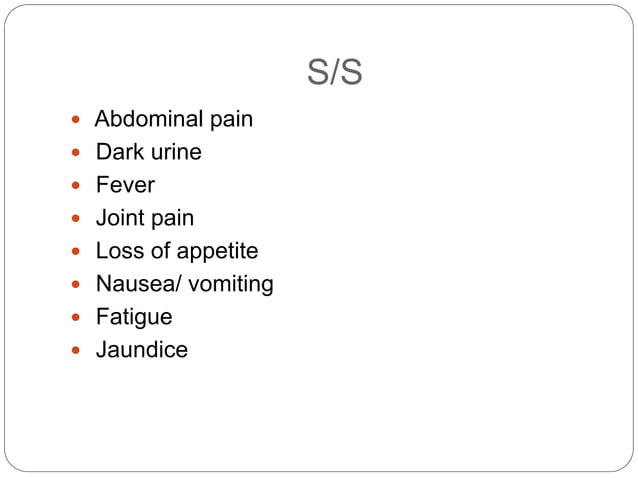 S/S
• Abdominal pain
• Dark urine
• Fever
• Joint pain
• Loss of appetite
• Nausea/ vomiting
• Fatigue
• Jaundice